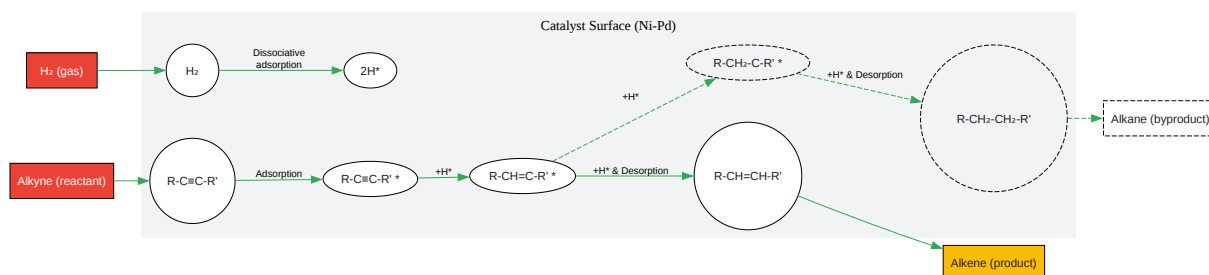 Catalyst Surface (Ni-Pd)
H₂ (gas)
H₂
Dissociative
adsorption
2H*
R-CH₂-C-R' *
+H* & Desorption
+H*
R-CH₂-CH₂-R'
Alkane (byproduct)
Alkyne (reactant)
R-C≡C-R'
Adsorption
R-C≡C-R' *
+H*
R-CH=C-R' *
+H* & Desorption
R-CH=CH-R'
Alkene (product)